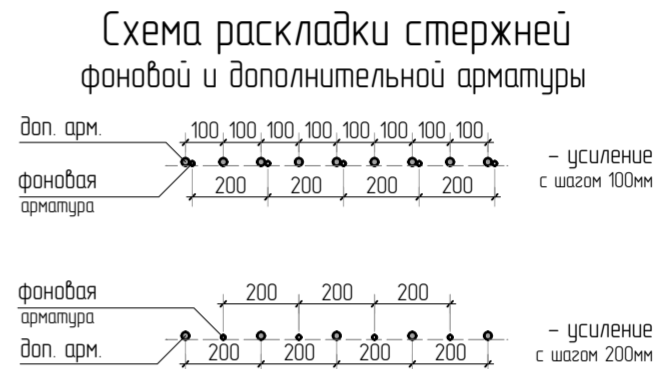 Схема раскладки стержней
фоновой и дополнительной арматуры
доп. арм.
100 100 100 100 100 100 100 100
– усиление
с шагом 100мм
фоновая
арматура
200 200 200 200
фоновая
арматура
200 200 200
доп. арм.
200 200 200 200
– усиление
с шагом 200мм